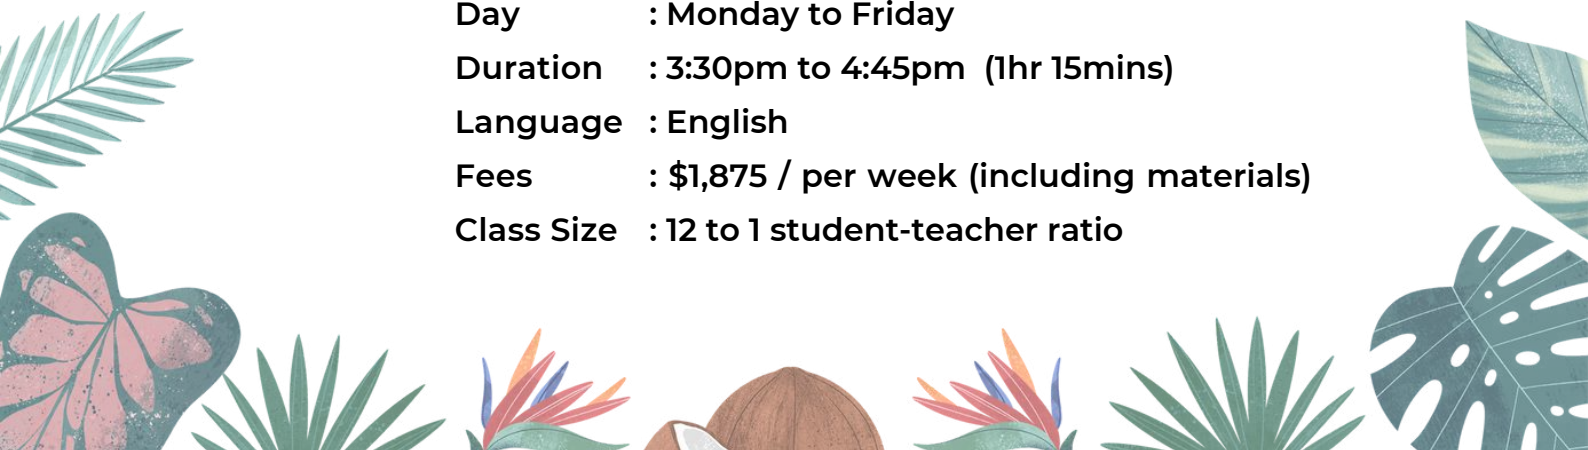 Day : Monday to Friday
Duration : 3:30pm to 4:45pm (1hr 15mins)
Language : English
Fees : $1,875 / per week (including materials)
Class Size : 12 to 1 student-teacher ratio